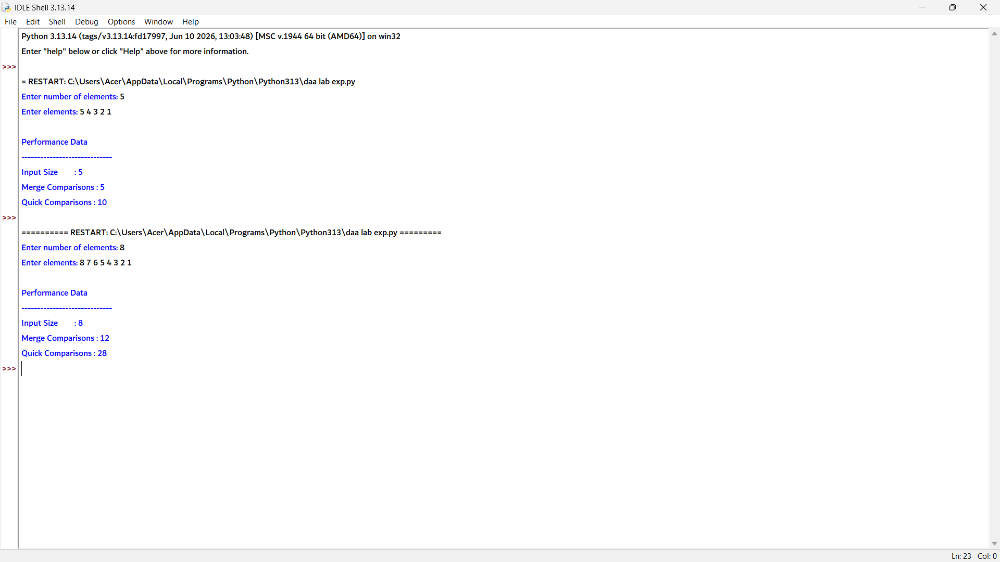 IDLE Shell 3.13.14
File Edit Shell Debug Options Window Help
Python 3.13.14 (tags/v3.13.14:fd17997, Jun 10 2026, 13:03:48) [MSC v.1944 64 bit (AMD64)] on win32
Enter "help" below or click "Help" above for more information.
>>>
= RESTART: C:\Users\Acer\AppData\Local\Programs\Python\Python313\daa lab exp.py
Enter number of elements: 5
Enter elements: 5 4 3 2 1
Performance Data
-----------------------------
Input Size : 5
Merge Comparisons : 5
Quick Comparisons : 10
>>>
========== RESTART: C:\Users\Acer\AppData\Local\Programs\Python\Python313\daa lab exp.py =========
Enter number of elements: 8
Enter elements: 8 7 6 5 4 3 2 1
Performance Data
-----------------------------
Input Size : 8
Merge Comparisons : 12
Quick Comparisons : 28
>>>
Ln: 23 Col: 0